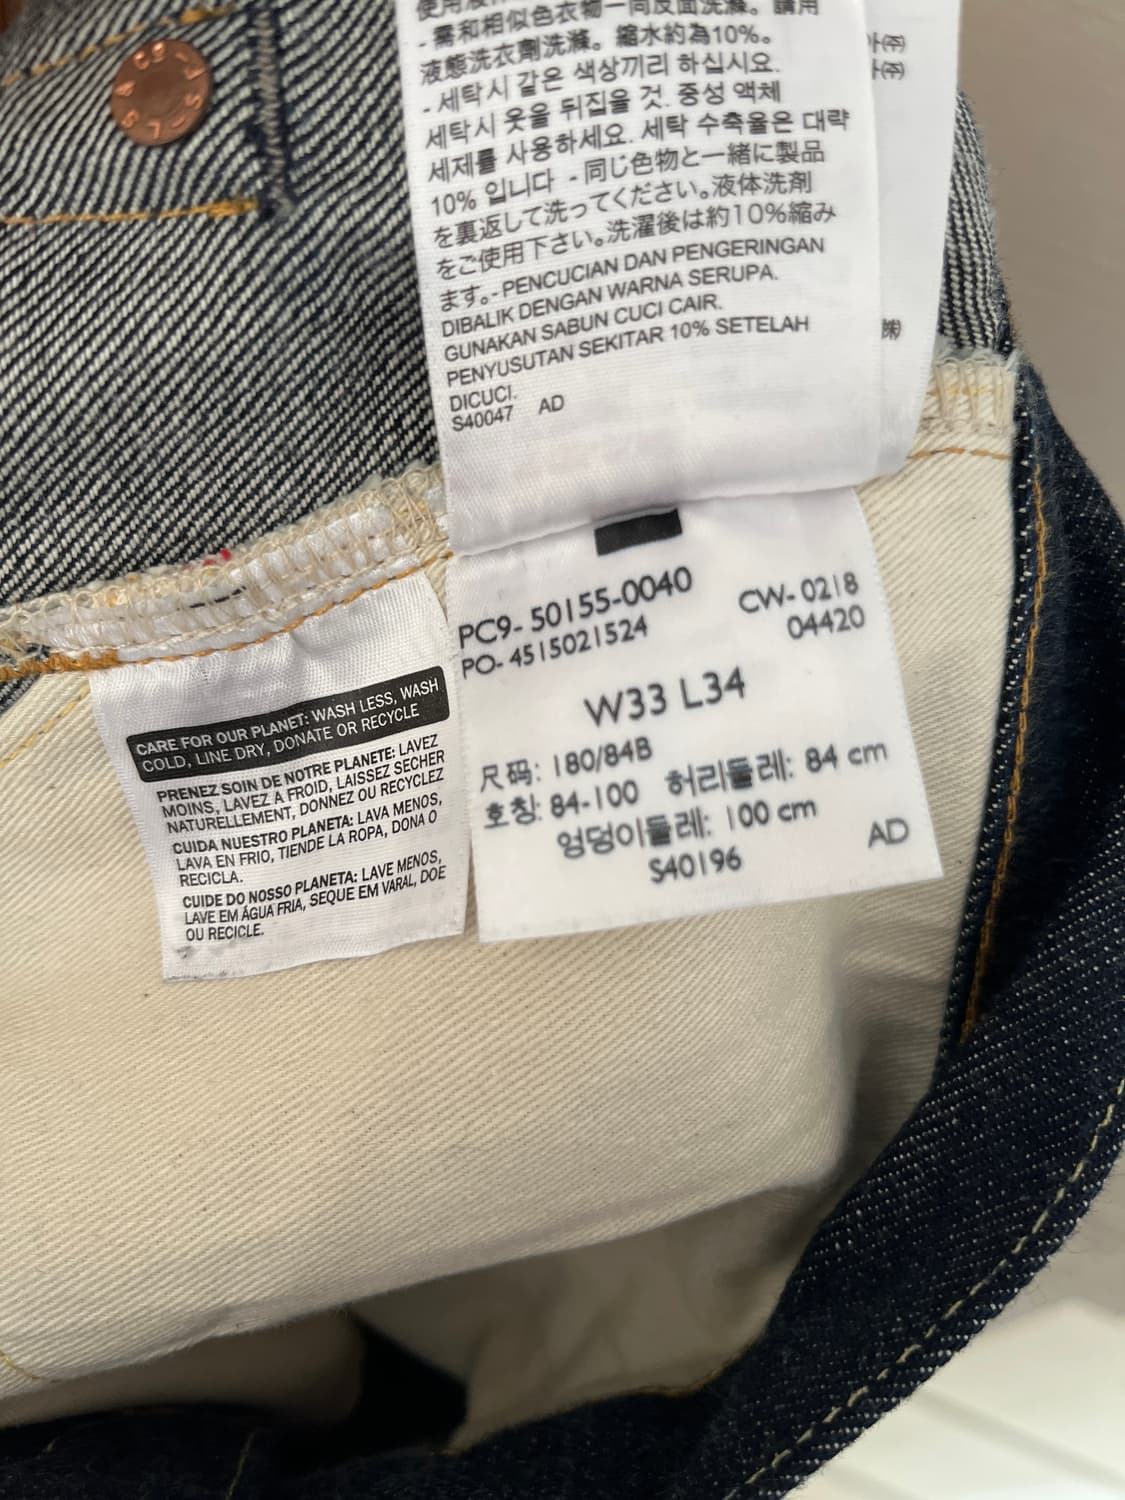 使用液
- 需和相似色衣物一同反面洗滌。請用
液態洗衣劑洗滌。縮水約為10%。
- 세탁시 같은 색상끼리 하십시요.
세탁시 옷을 뒤집을 것. 중성 액체
세제를 사용하세요. 세탁 수축율은 대략
10% 입니다 - 同じ色物と一緒に製品
を裏返して洗ってください。液体洗剤
をご使用下さい。洗濯後は約10%縮み
ます。- PENCUCIAN DAN PENGERINGAN
DIBALIK DENGAN WARNA SERUPA.
GUNAKAN SABUN CUCI CAIR.
PENYUSUTAN SEKITAR 10% SETELAH
DICUCI.
S40047 AD
(주)
(주)
㈱
PC9- 50155-0040
PO- 4515021524
CW- 0218
04420
W33 L34
尺码: 180/84B
호칭: 84-100 허리둘레: 84 cm
엉덩이둘레: 100 cm
S40196
AD
CARE FOR OUR PLANET: WASH LESS, WASH
COLD, LINE DRY, DONATE OR RECYCLE
PRENEZ SOIN DE NOTRE PLANETE: LAVEZ
MOINS, LAVEZ À FROID, LAISSEZ SECHER
NATURELLEMENT, DONNEZ OU RECYCLEZ
CUIDA NUESTRO PLANETA: LAVA MENOS,
LAVA EN FRIO, TIENDE LA ROPA, DONA O
RECICLA.
CUIDE DO NOSSO PLANETA: LAVE MENOS,
LAVE EM ÁGUA FRIA, SEQUE EM VARAL, DOE
OU RECICLE.